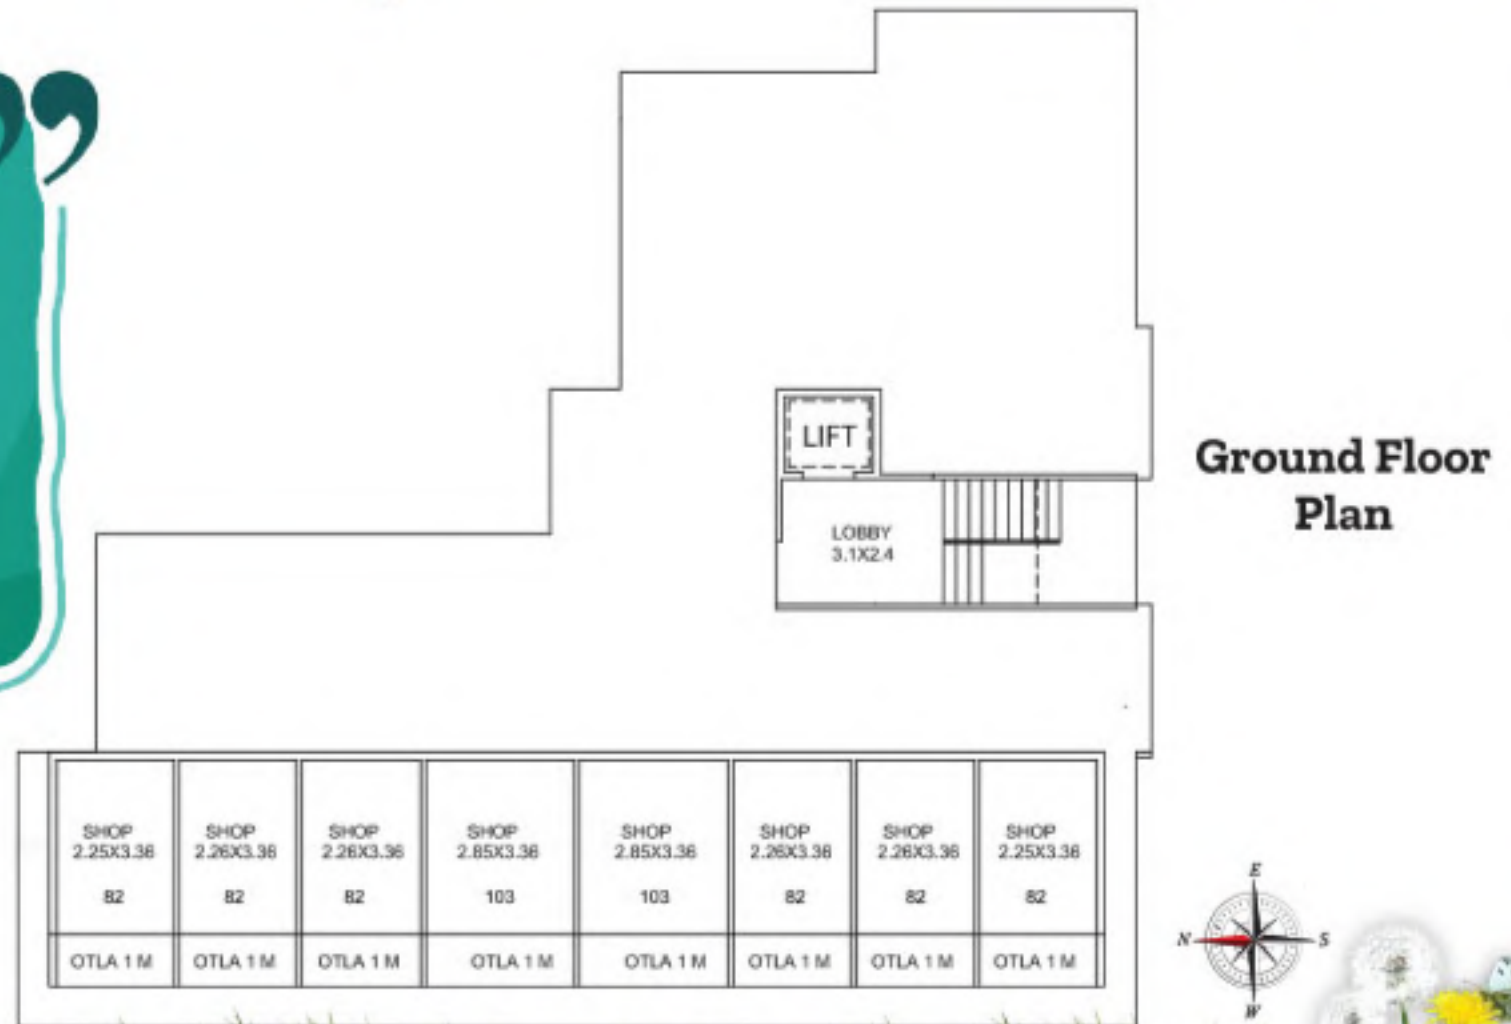 ”
LIFT
Ground Floor
Plan
LOBBY
3.1X2.4
SHOP SHOP SHOP SHOP SHOP SHOP SHOP SHOP
2.25X3.36 2.26X3.36 2.26X3.36 2.85X3.36 2.85X3.36 2.26X3.36 2.26X3.36 2.25X3.36
82 82 82 103 103 82 82 82
OTLA 1 M OTLA 1 M OTLA 1 M OTLA 1 M OTLA 1 M OTLA 1 M OTLA 1 M OTLA 1 M
E
N S
W